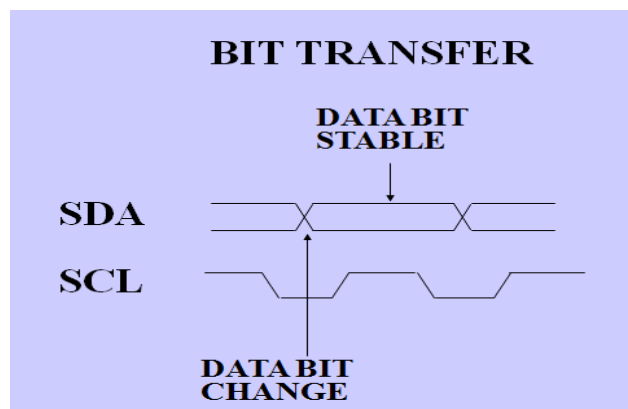 BIT TRANSFER
DATA BIT
STABLE
SDA
SCL
DATA BIT
CHANGE